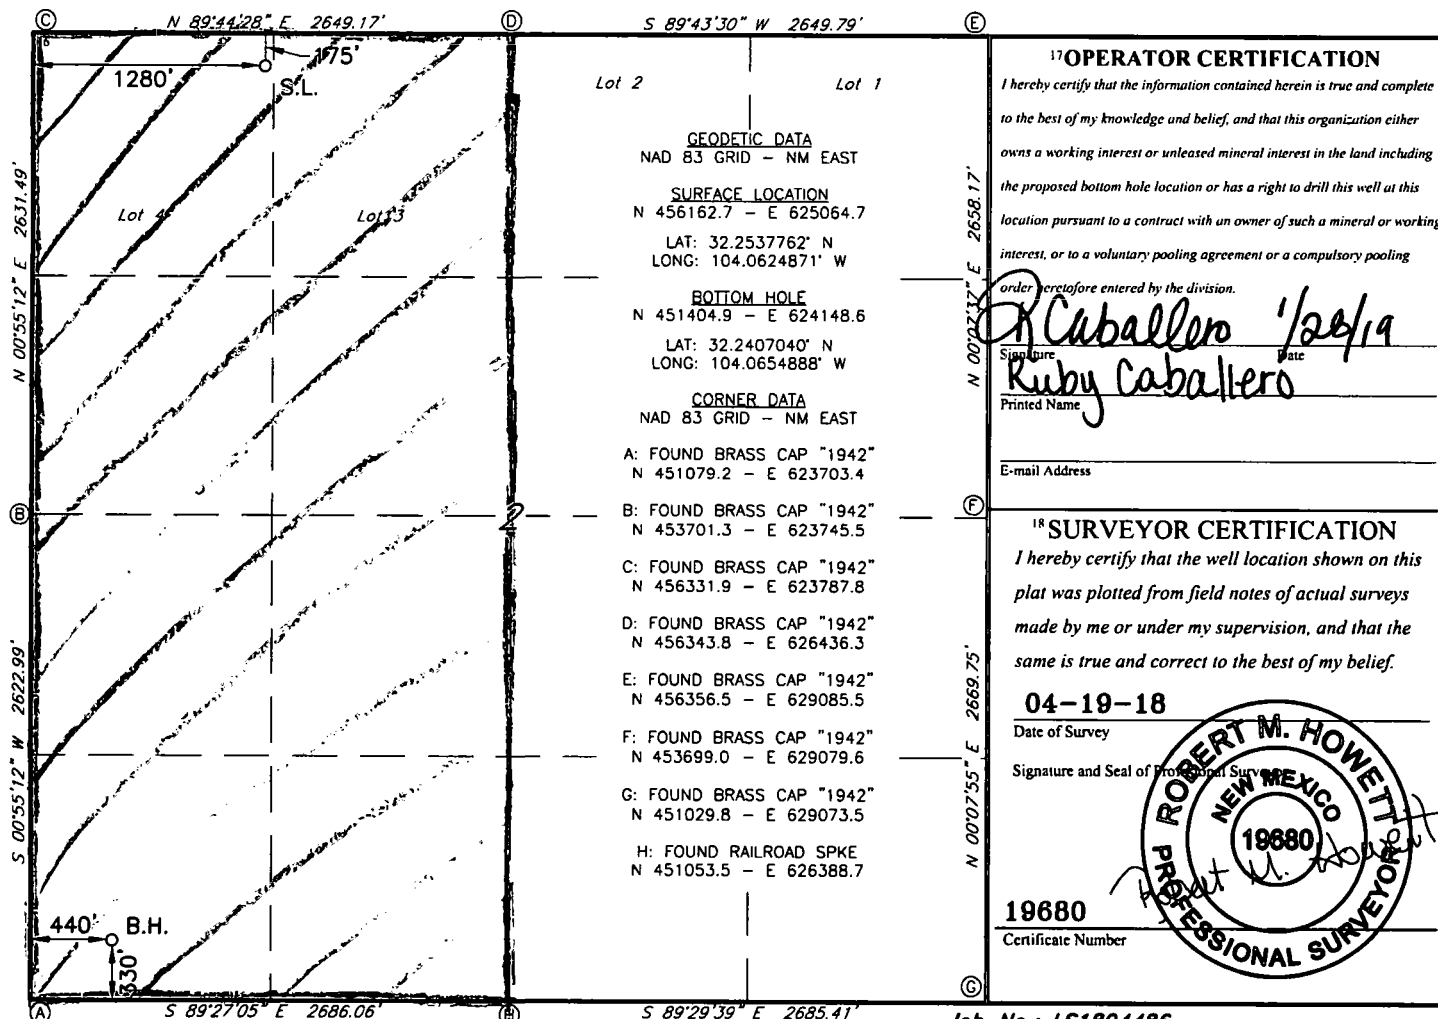 C N 89°44'28" E 2649.17' D S 89°43'30" W 2649.79' E
175'
1280'
S.L.
Lot 4
Lot 3
Lot 2 Lot 1
N 00°55'12" E 2631.49'
B
S 00°55'12" W 2622.99'
2
440' B.H.
330'
A S 89°27'05" E 2686.06' H S 89°29'39" E 2685.41'
GEODETIC DATA
NAD 83 GRID – NM EAST
SURFACE LOCATION
N 456162.7 – E 625064.7
LAT: 32.2537762° N
LONG: 104.0624871° W
BOTTOM HOLE
N 451404.9 – E 624148.6
LAT: 32.2407040° N
LONG: 104.0654888° W
CORNER DATA
NAD 83 GRID – NM EAST
A: FOUND BRASS CAP "1942"
N 451079.2 – E 623703.4
B: FOUND BRASS CAP "1942"
N 453701.3 – E 623745.5
C: FOUND BRASS CAP "1942"
N 456331.9 – E 623787.8
D: FOUND BRASS CAP "1942"
N 456343.8 – E 626436.3
E: FOUND BRASS CAP "1942"
N 456356.5 – E 629085.5
F: FOUND BRASS CAP "1942"
N 453699.0 – E 629079.6
G: FOUND BRASS CAP "1942"
N 451029.8 – E 629073.5
H: FOUND RAILROAD SPKE
N 451053.5 – E 626388.7
N 00°07'37" E 2658.17'
F
N 00°07'55" E 2669.75'
G
17 OPERATOR CERTIFICATION
I hereby certify that the information contained herein is true and complete
to the best of my knowledge and belief, and that this organization either
owns a working interest or unleased mineral interest in the land including
the proposed bottom hole location or has a right to drill this well at this
location pursuant to a contract with an owner of such a mineral or working
interest, or to a voluntary pooling agreement or a compulsory pooling
order heretofore entered by the division.
R Caballero 1/28/19
Signature Date
Ruby Caballero
Printed Name
E-mail Address
18 SURVEYOR CERTIFICATION
I hereby certify that the well location shown on this
plat was plotted from field notes of actual surveys
made by me or under my supervision, and that the
same is true and correct to the best of my belief.
04-19-18
Date of Survey
Signature and Seal of Professional Surveyor
ROBERT M. HOWETT
NEW MEXICO
19680
PROFESSIONAL SURVEYOR
Robert M. Howett
19680
Certificate Number
Job No.: LS1804486